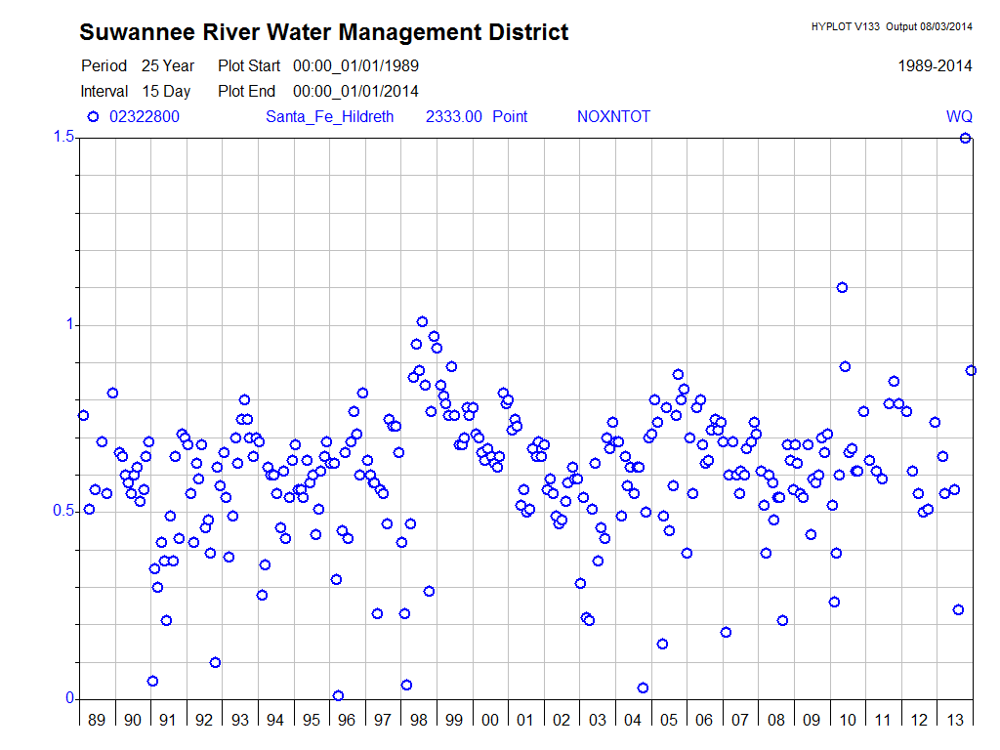 Suwannee River Water Management District
HYPLOT V133 Output 08/03/2014
Period 25 Year Plot Start 00:00_01/01/1989 1989-2014
Interval 15 Day Plot End 00:00_01/01/2014
02322800 Santa_Fe_Hildreth 2333.00 Point NOXNTOT WQ
1.5
1
0.5
0
89 90 91 92 93 94 95 96 97 98 99 00 01 02 03 04 05 06 07 08 09 10 11 12 13